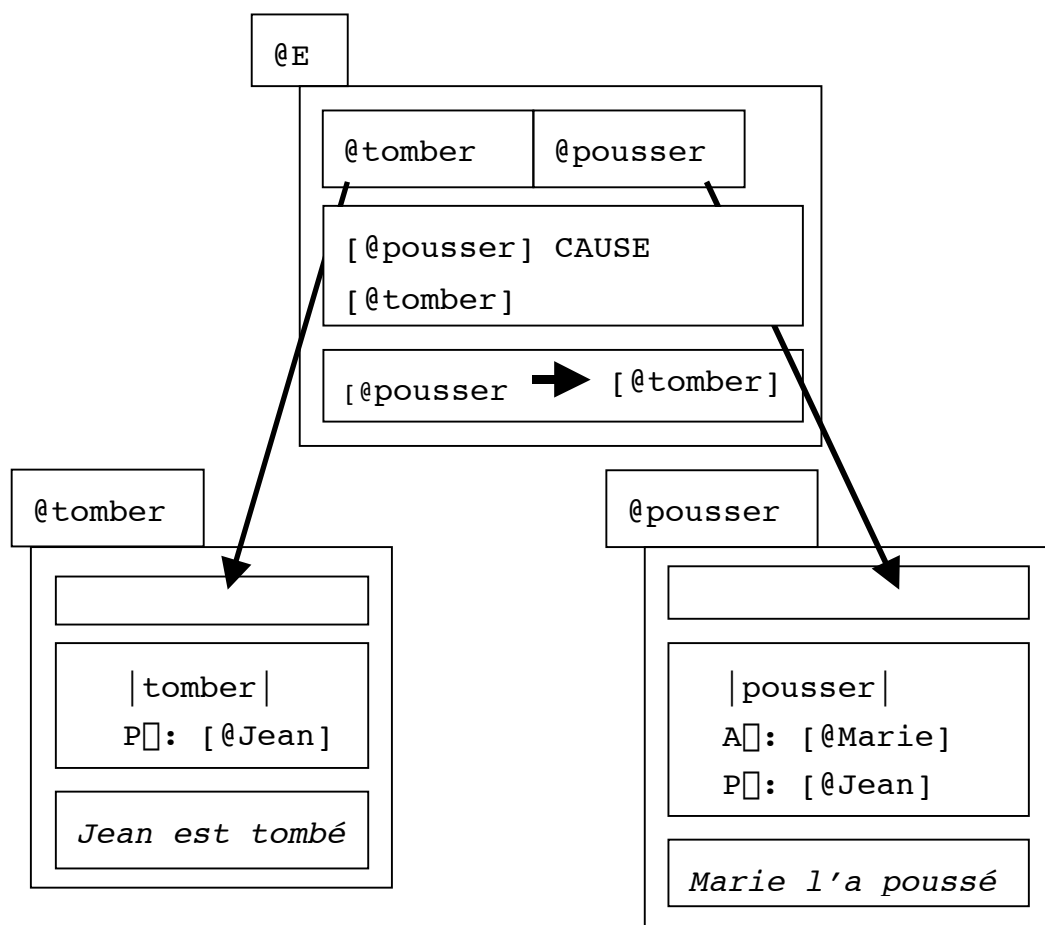 @E
@tomber @pousser
[@pousser] CAUSE
[@tomber]
[@pousser [@tomber]
@tomber
|tomber|
P□: [@Jean]
Jean est tombé
@pousser
|pousser|
A□: [@Marie]
P□: [@Jean]
Marie l’a poussé